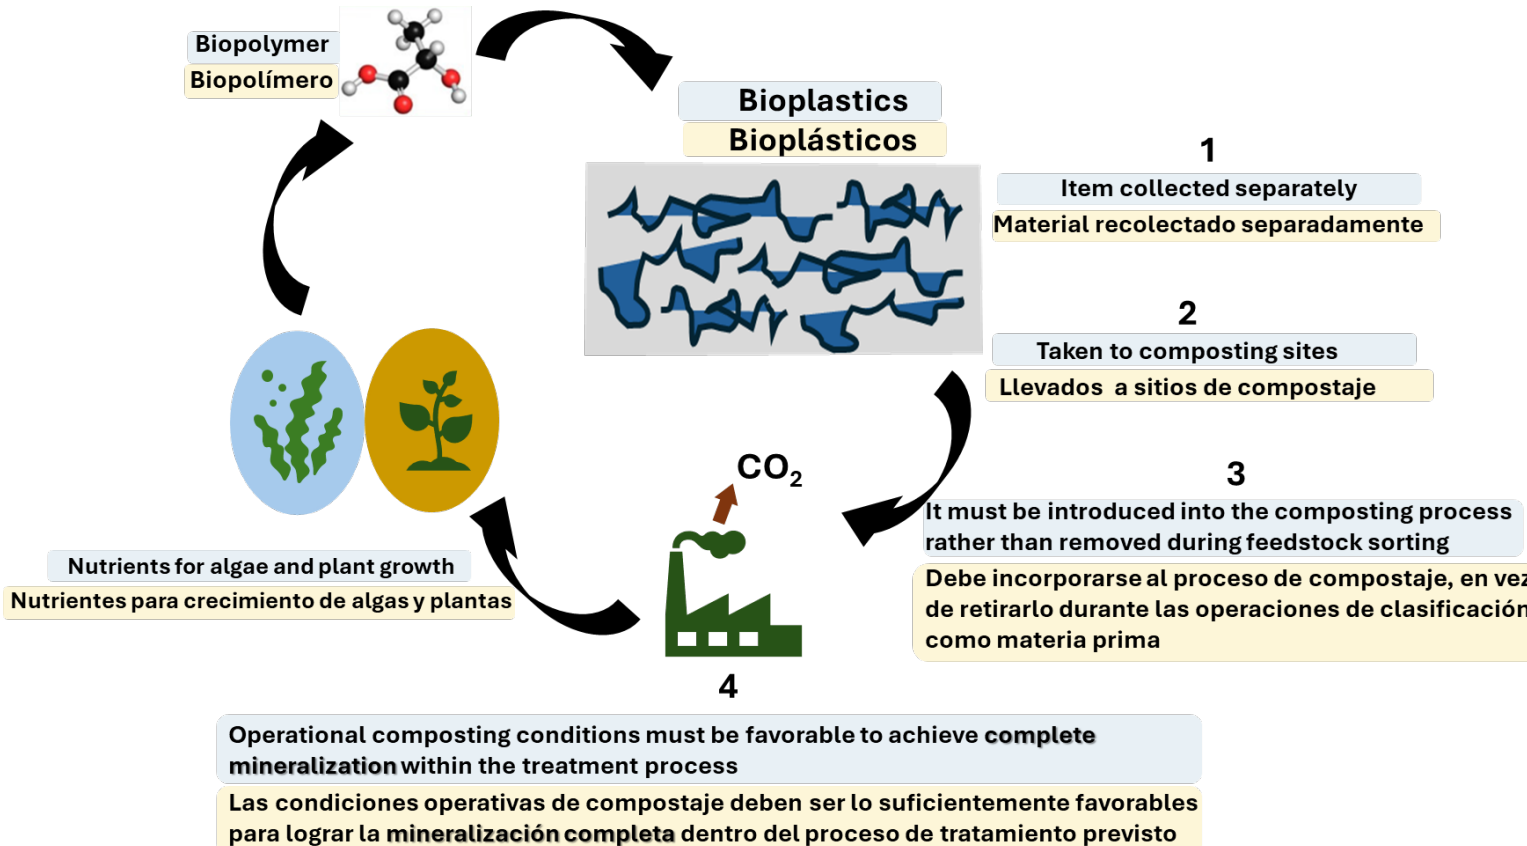 Biopolymer
Biopolímero
Bioplastics
Bioplásticos
1
Item collected separately
Material recolectado separadamente
2
Taken to composting sites
Llevados a sitios de compostaje
3
It must be introduced into the composting process
rather than removed during feedstock sorting
Debe incorporarse al proceso de compostaje, en vez
de retirarlo durante las operaciones de clasificación
como materia prima
CO₂
Nutrients for algae and plant growth
Nutrientes para crecimiento de algas y plantas
4
Operational composting conditions must be favorable to achieve complete
mineralization within the treatment process
Las condiciones operativas de compostaje deben ser lo suficientemente favorables
para lograr la mineralización completa dentro del proceso de tratamiento previsto